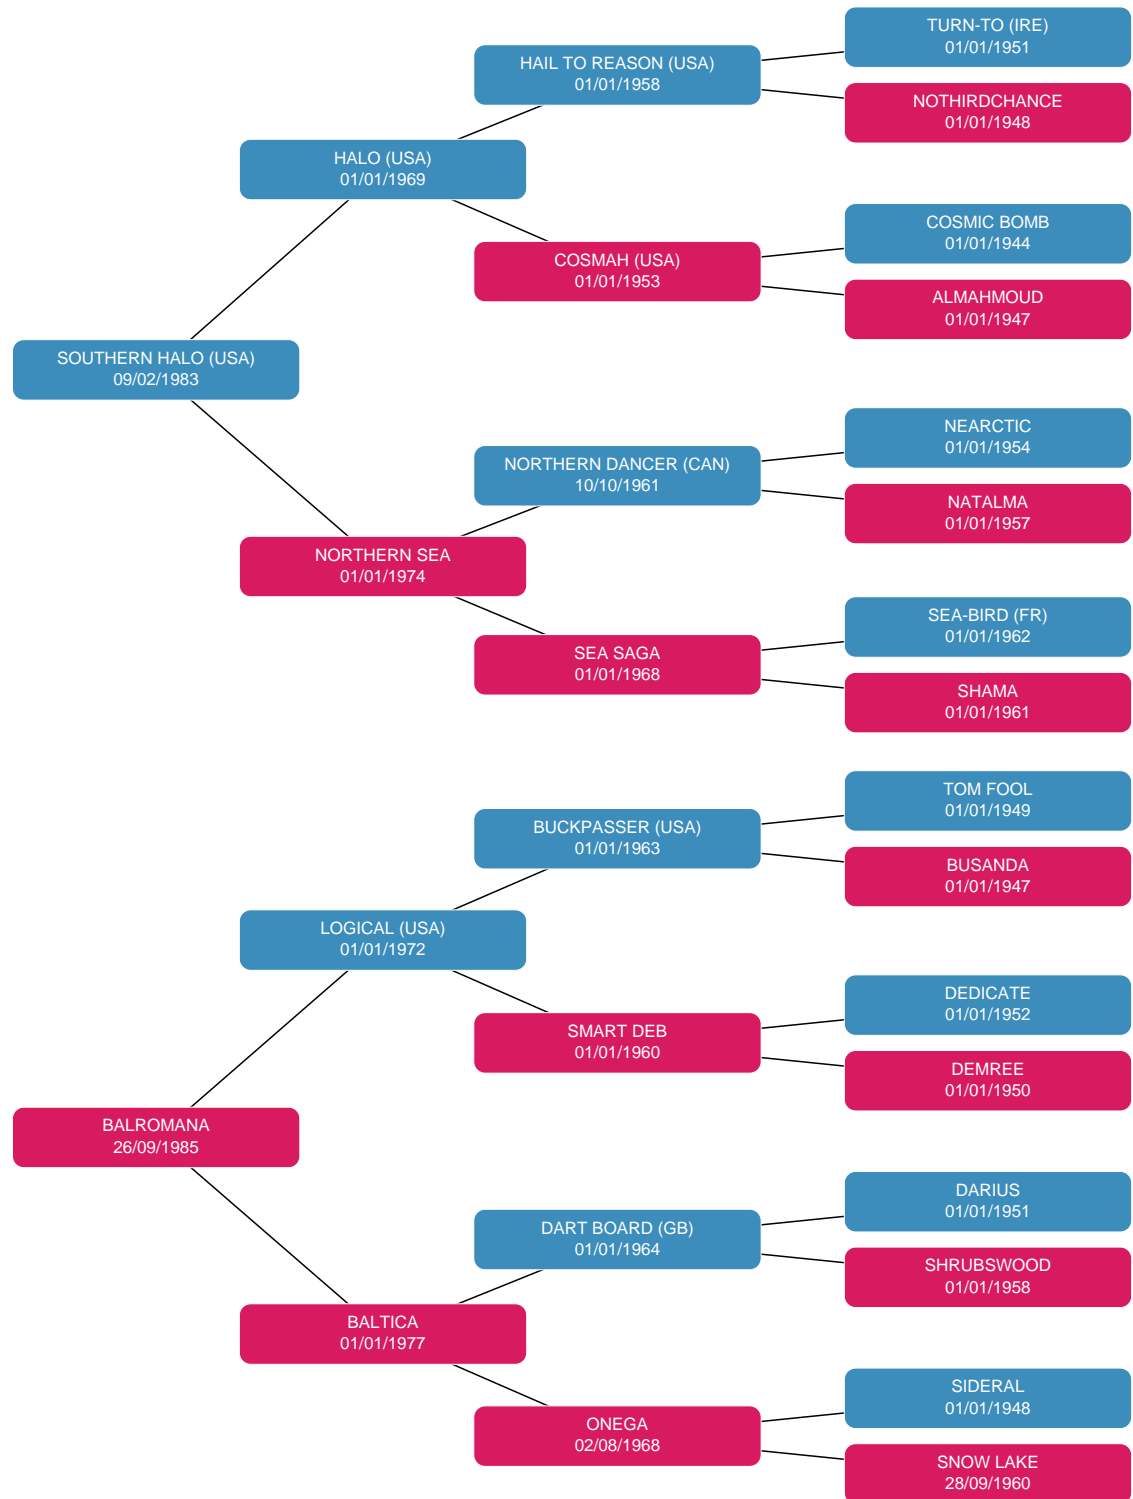 TURN-TO (IRE)
01/01/1951
HAIL TO REASON (USA)
01/01/1958
NOTHIRDCHANCE
01/01/1948
HALO (USA)
01/01/1969
COSMIC BOMB
01/01/1944
COSMAH (USA)
01/01/1953
ALMAHMOUD
01/01/1947
SOUTHERN HALO (USA)
09/02/1983
NEARCTIC
01/01/1954
NORTHERN DANCER (CAN)
10/10/1961
NATALMA
01/01/1957
NORTHERN SEA
01/01/1974
SEA-BIRD (FR)
01/01/1962
SEA SAGA
01/01/1968
SHAMA
01/01/1961
TOM FOOL
01/01/1949
BUCKPASSER (USA)
01/01/1963
BUSANDA
01/01/1947
LOGICAL (USA)
01/01/1972
DEDICATE
01/01/1952
SMART DEB
01/01/1960
DEMREE
01/01/1950
BALROMANA
26/09/1985
DARIUS
01/01/1951
DART BOARD (GB)
01/01/1964
SHRUBSWOOD
01/01/1958
BALTICA
01/01/1977
SIDERAL
01/01/1948
ONEGA
02/08/1968
SNOW LAKE
28/09/1960